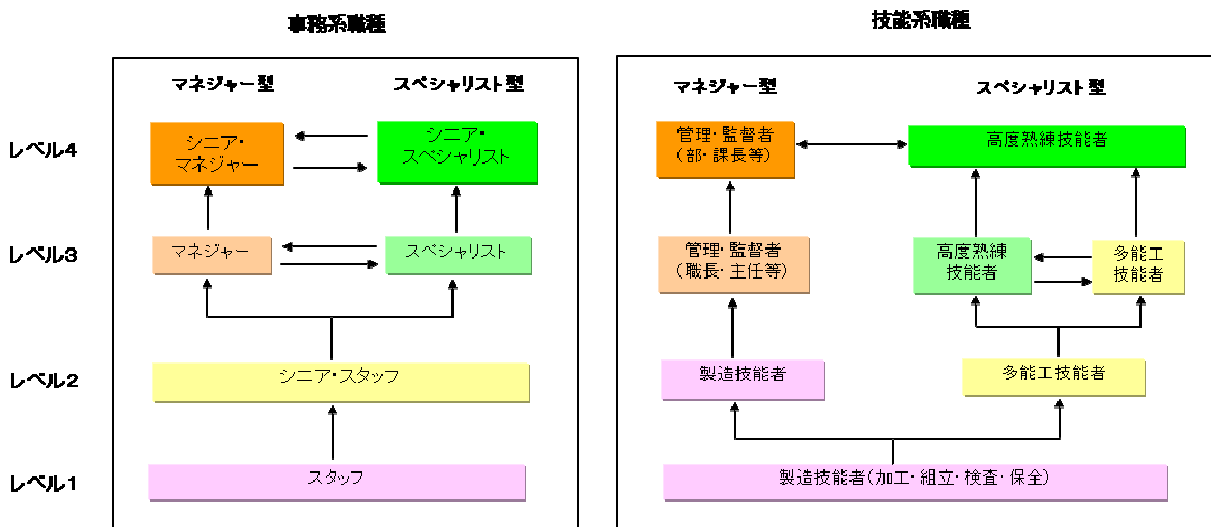 事務系職種
技能系職種
マネジャー型
スペシャリスト型
マネジャー型
スペシャリスト型
レベル4
シニア・
マネジャー
シニア・
スペシャリスト
管理・監督者
(部・課長等)
高度熟練技能者
レベル3
マネジャー
スペシャリスト
管理・監督者
(職長・主任等)
高度熟練
技能者
多能工
技能者
レベル2
シニア・スタッフ
製造技能者
多能工技能者
レベル1
スタッフ
製造技能者(加工・組立・検査・保全)